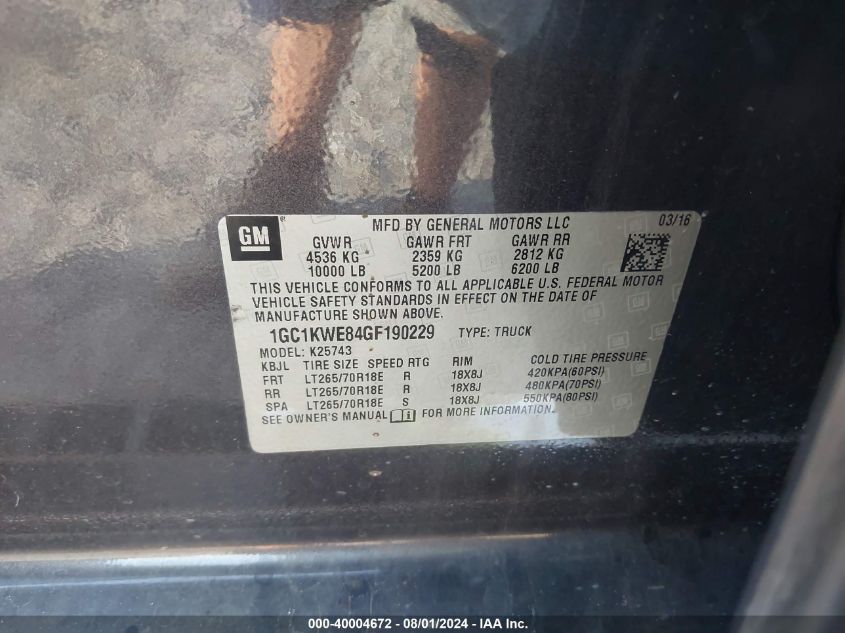 GM
®
MFD BY GENERAL MOTORS LLC
03/16
GVWR GAWR FRT GAWR RR
4536 KG 2359 KG 2812 KG
10000 LB 5200 LB 6200 LB
THIS VEHICLE CONFORMS TO ALL APPLICABLE U.S. FEDERAL MOTOR
VEHICLE SAFETY STANDARDS IN EFFECT ON THE DATE OF
MANUFACTURE SHOWN ABOVE.
1GC1KWE84GF190229 TYPE: TRUCK
MODEL: K25743
KBJL TIRE SIZE SPEED RTG RIM COLD TIRE PRESSURE
FRT LT265/70R18E R 18X8J 420KPA(60PSI)
RR LT265/70R18E R 18X8J 480KPA(70PSI)
SPA LT265/70R18E S 18X8J 550KPA(80PSI)
SEE OWNER'S MANUAL FOR MORE INFORMATION.
000-40004672 - 08/01/2024 - IAA Inc.